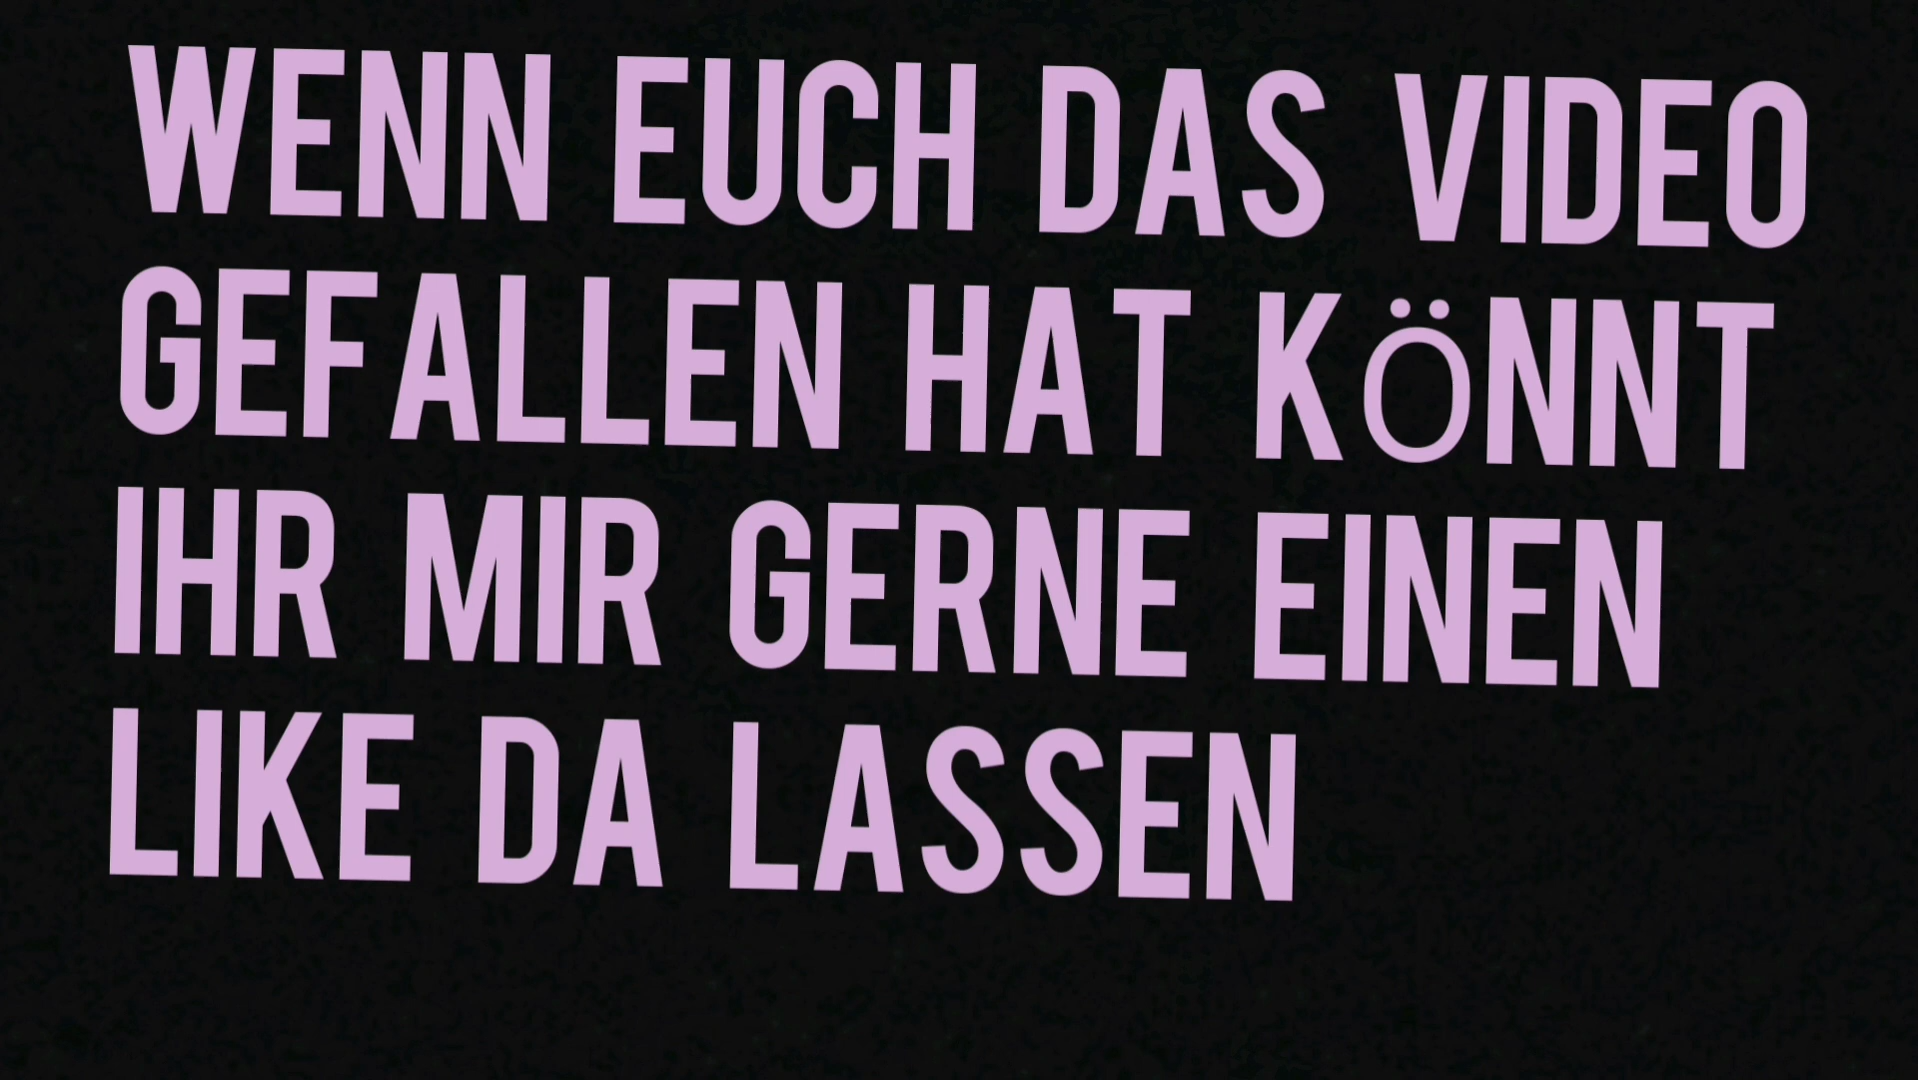 WENN EUCH DAS VIDEO
GEFALLEN HAT KÖNNT
IHR MIR GERNE EINEN
LIKE DA LASSEN